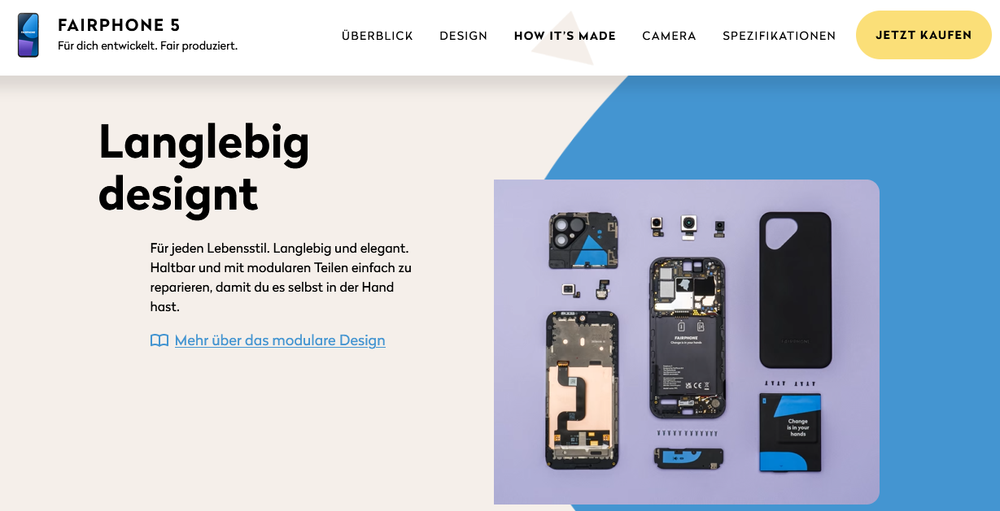 FAIRPHONE 5
Für dich entwickelt. Fair produziert.
ÜBERBLICK
DESIGN
HOW IT'S MADE
CAMERA
SPEZIFIKATIONEN
JETZT KAUFEN
Langlebig
designt
Für jeden Lebensstil. Langlebig und elegant.
Haltbar und mit modularen Teilen einfach zu
reparieren, damit du es selbst in der Hand
hast.
Mehr über das modulare Design
FAIRPHONE
Change is in your hands
Change
is in your
hands